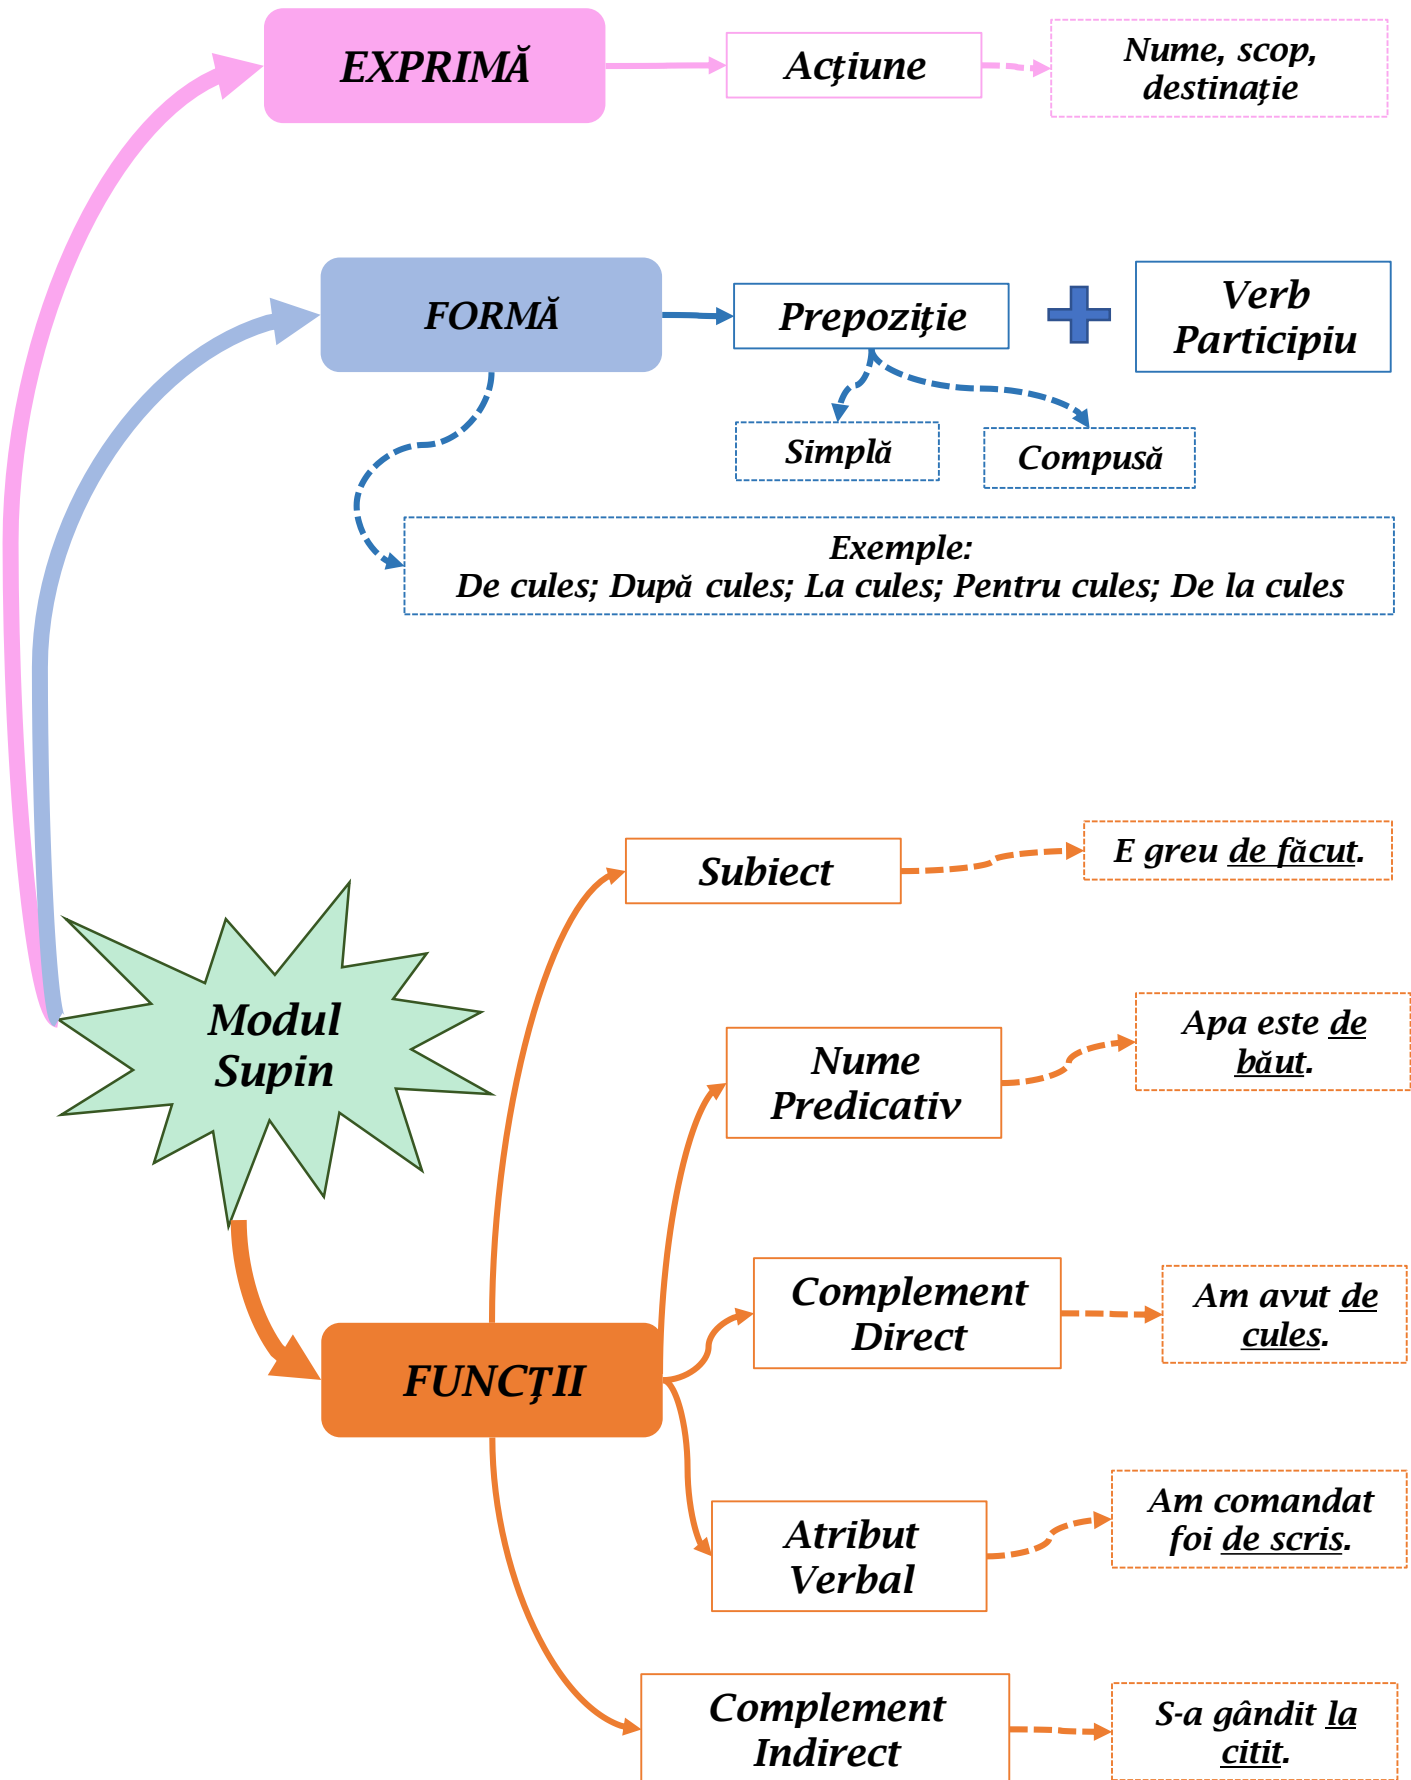 EXPRIMĂ
Acțiune
Nume, scop,
destinație
FORMĂ
Prepoziție
Verb
Participiu
Simplă
Compusă
Exemple:
De cules; După cules; La cules; Pentru cules; De la cules
Modul
Supin
FUNCȚII
Subiect
E greu de făcut.
Nume
Predicativ
Apa este de
băut.
Complement
Direct
Am avut de
cules.
Atribut
Verbal
Am comandat
foi de scris.
Complement
Indirect
S-a gândit la
citit.